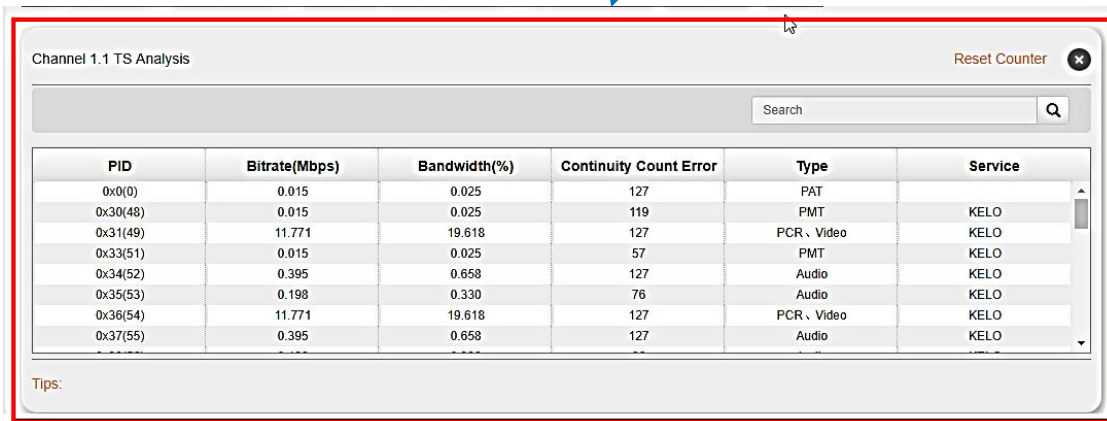 Channel 1.1 TS Analysis Reset Counter
Search
PID Bitrate(Mbps) Bandwidth(%) Continuity Count Error Type Service
0x0(0) 0.015 0.025 127 PAT
0x30(48) 0.015 0.025 119 PMT KELO
0x31(49) 11.771 19.618 127 PCR、Video KELO
0x33(51) 0.015 0.025 57 PMT KELO
0x34(52) 0.395 0.658 127 Audio KELO
0x35(53) 0.198 0.330 76 Audio KELO
0x36(54) 11.771 19.618 127 PCR、Video KELO
0x37(55) 0.395 0.658 127 Audio KELO
Tips: